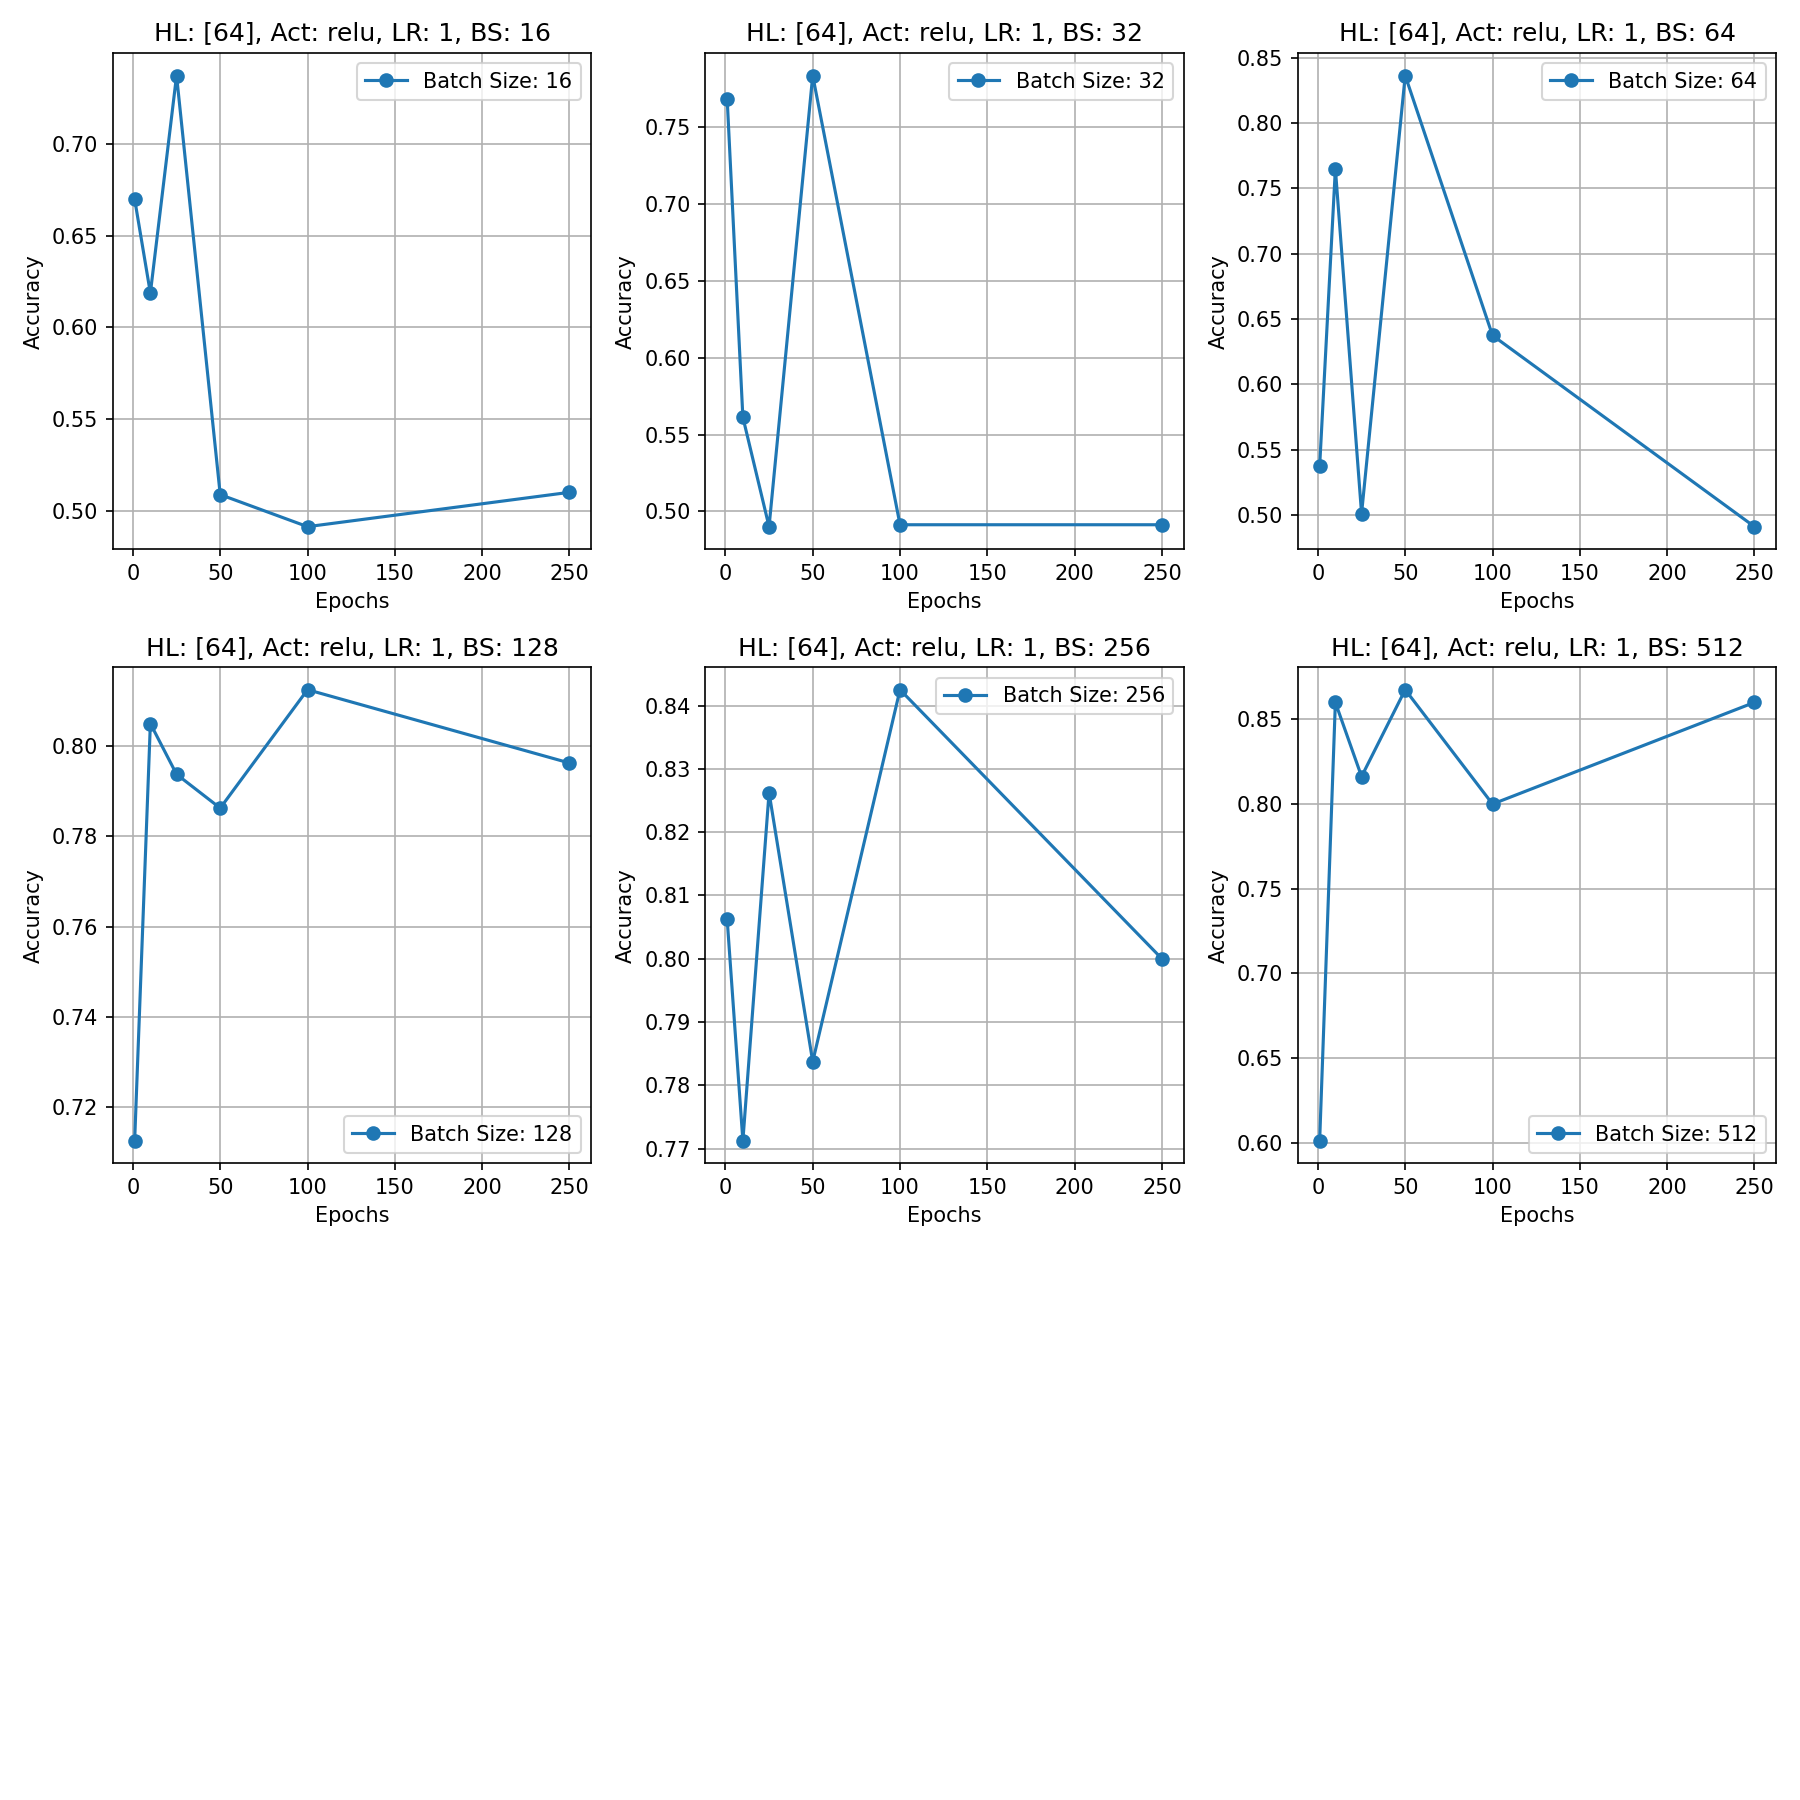 HL: [64], Act: relu, LR: 1, BS: 16
Batch Size: 16
0.70
0.65
0.60
0.55
0.50
Accuracy
0 50 100 150 200 250
Epochs
HL: [64], Act: relu, LR: 1, BS: 32
Batch Size: 32
0.75
0.70
0.65
0.60
0.55
0.50
Accuracy
0 50 100 150 200 250
Epochs
HL: [64], Act: relu, LR: 1, BS: 64
Batch Size: 64
0.85
0.80
0.75
0.70
0.65
0.60
0.55
0.50
Accuracy
0 50 100 150 200 250
Epochs
HL: [64], Act: relu, LR: 1, BS: 128
0.80
0.78
0.76
0.74
0.72
Accuracy
Batch Size: 128
0 50 100 150 200 250
Epochs
HL: [64], Act: relu, LR: 1, BS: 256
Batch Size: 256
0.84
0.83
0.82
0.81
0.80
0.79
0.78
0.77
Accuracy
0 50 100 150 200 250
Epochs
HL: [64], Act: relu, LR: 1, BS: 512
0.85
0.80
0.75
0.70
0.65
0.60
Accuracy
Batch Size: 512
0 50 100 150 200 250
Epochs